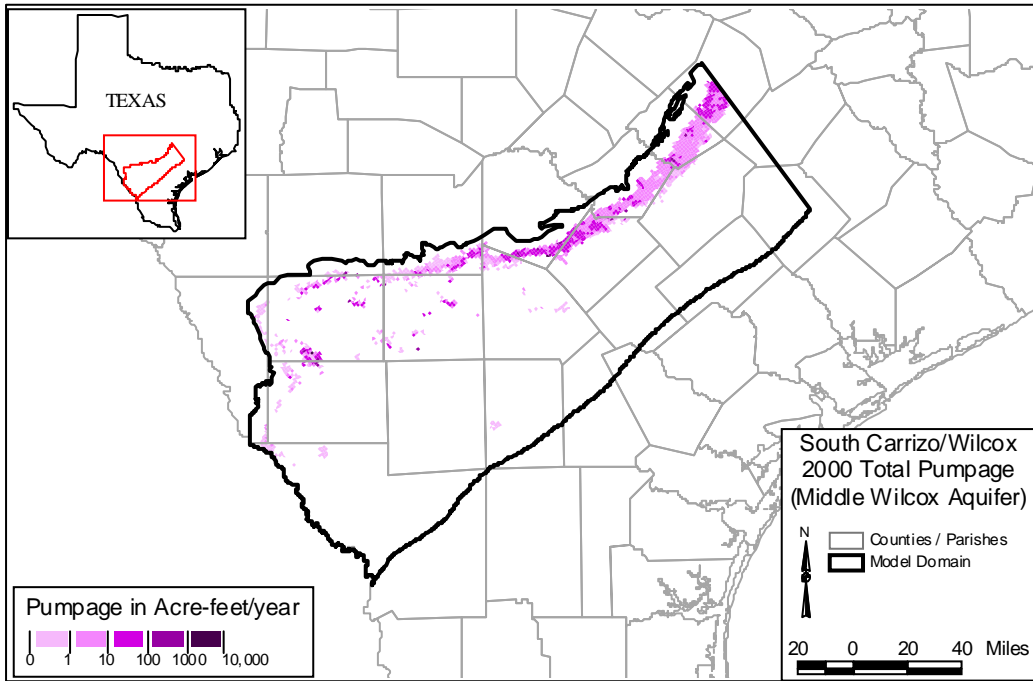 TEXAS
South Carrizo/Wilcox
2000 Total Pumpage
(Middle Wilcox Aquifer)
N
Counties / Parishes
Model Domain
20 0 20 40 Miles
Pumpage in Acre-feet/year
0 1 10 100 1000 10,000